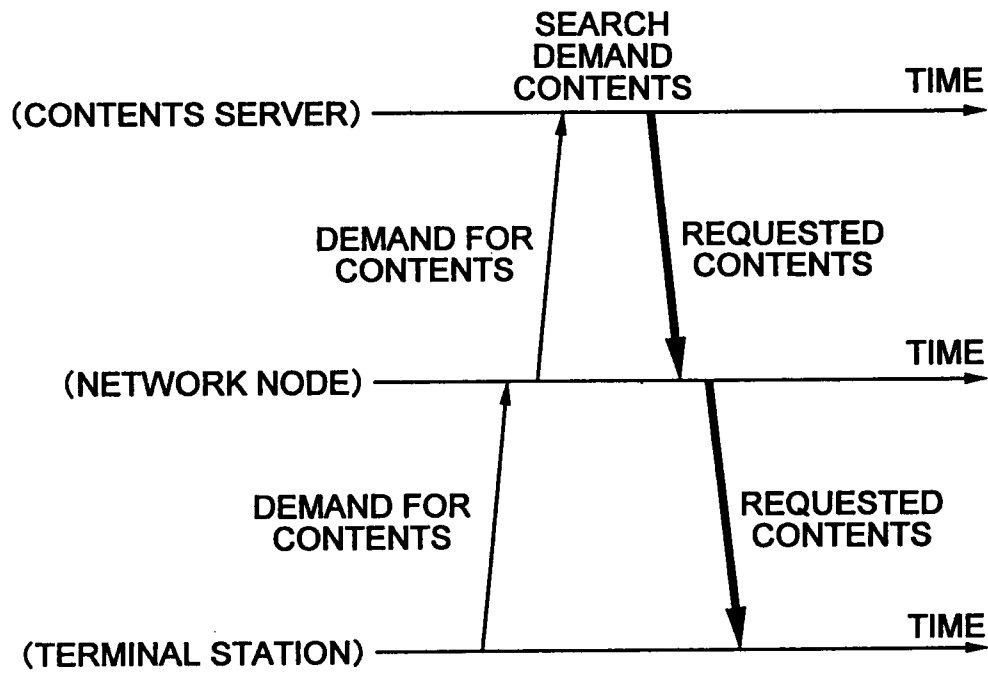 SEARCH
DEMAND
CONTENTS
TIME
(CONTENTS SERVER)
DEMAND FOR
CONTENTS
REQUESTED
CONTENTS
TIME
(NETWORK NODE)
DEMAND FOR
CONTENTS
REQUESTED
CONTENTS
TIME
(TERMINAL STATION)